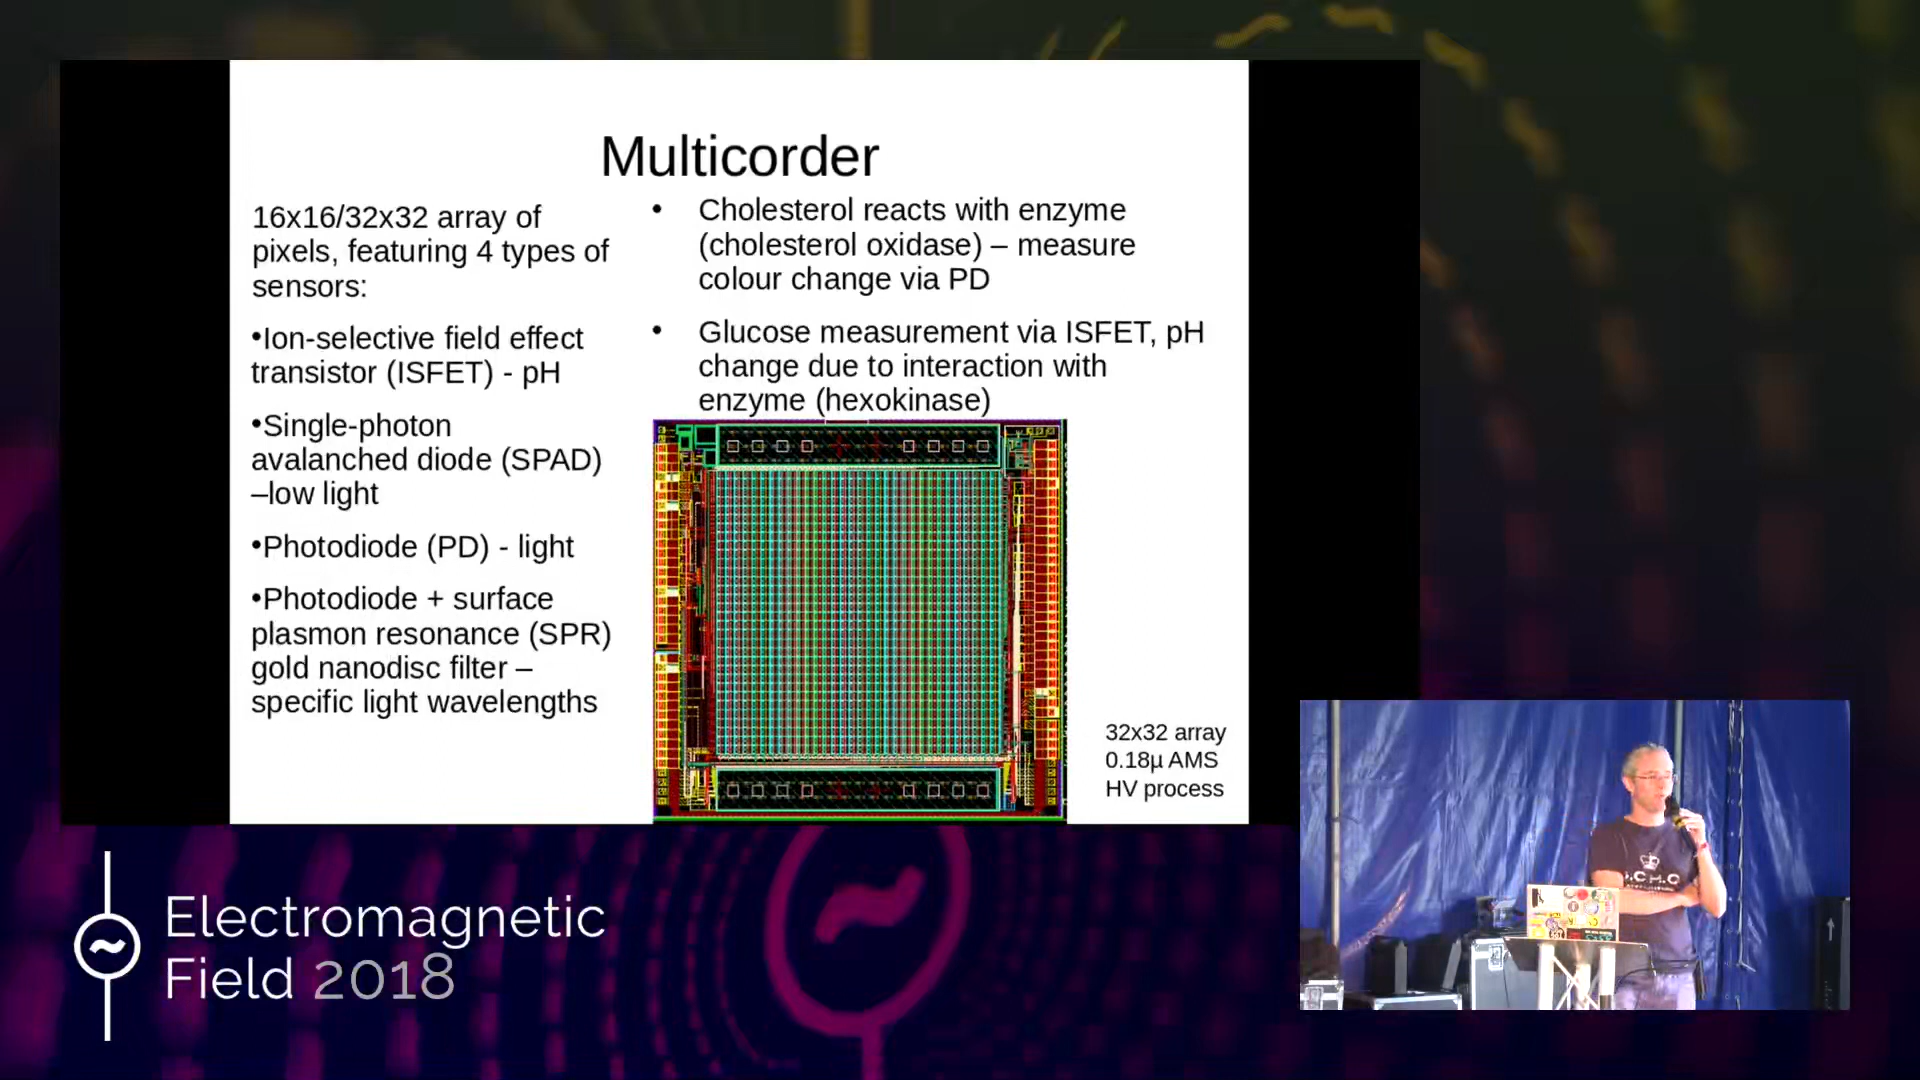 Multicorder
16x16/32x32 array of
pixels, featuring 4 types of
sensors:
•Ion-selective field effect
transistor (ISFET) - pH
•Single-photon
avalanched diode (SPAD)
–low light
•Photodiode (PD) - light
•Photodiode + surface
plasmon resonance (SPR)
gold nanodisc filter –
specific light wavelengths
• Cholesterol reacts with enzyme
(cholesterol oxidase) – measure
colour change via PD
• Glucose measurement via ISFET, pH
change due to interaction with
enzyme (hexokinase)
32x32 array
0.18µ AMS
HV process
Electromagnetic
Field 2018